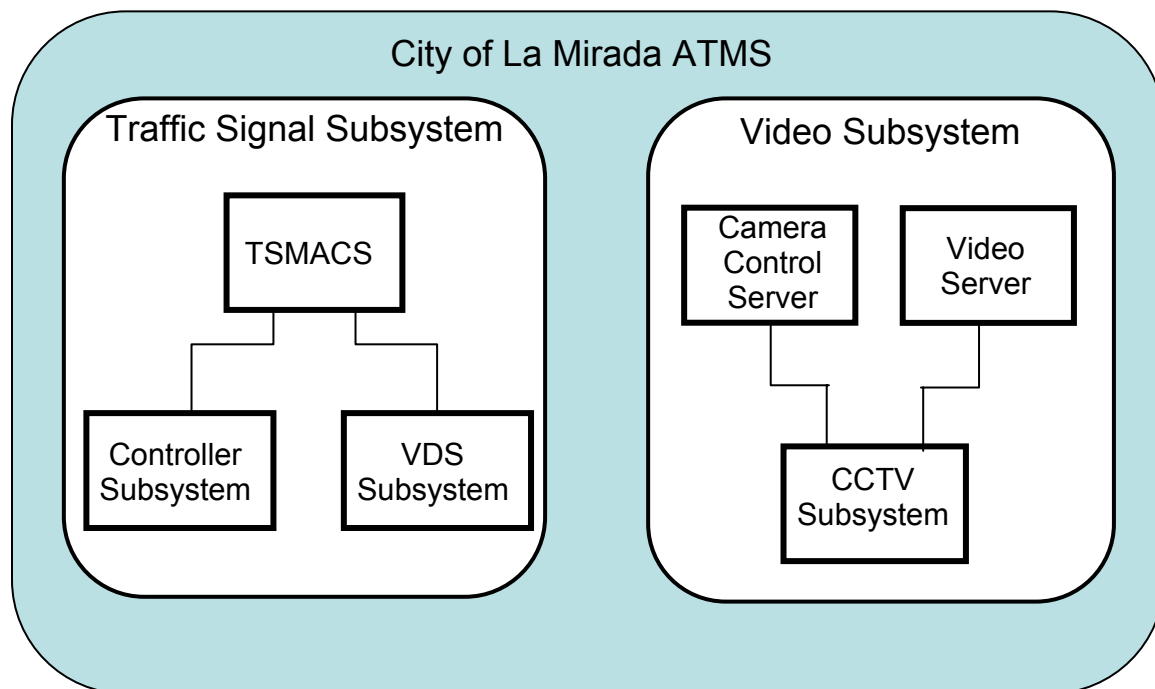 City of La Mirada ATMS
Traffic Signal Subsystem
TSMACS
Controller
Subsystem
VDS
Subsystem
Video Subsystem
Camera
Control
Server
Video
Server
CCTV
Subsystem